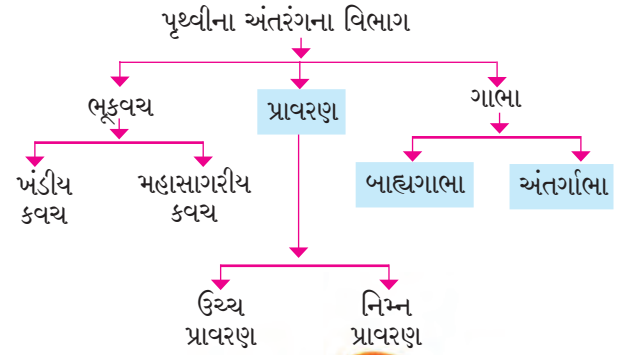 પૃથ્વીના અંતરંગના વિભાગ
ભૂકવચ
પ્રાવરણ
ગાભા
ખંડીય
કવચ
મહાસાગરીય
કવચ
બાહ્યગાભા
અંતર્ગાભા
ઉચ્ચ
પ્રાવરણ
નિમ્ન
પ્રાવરણ